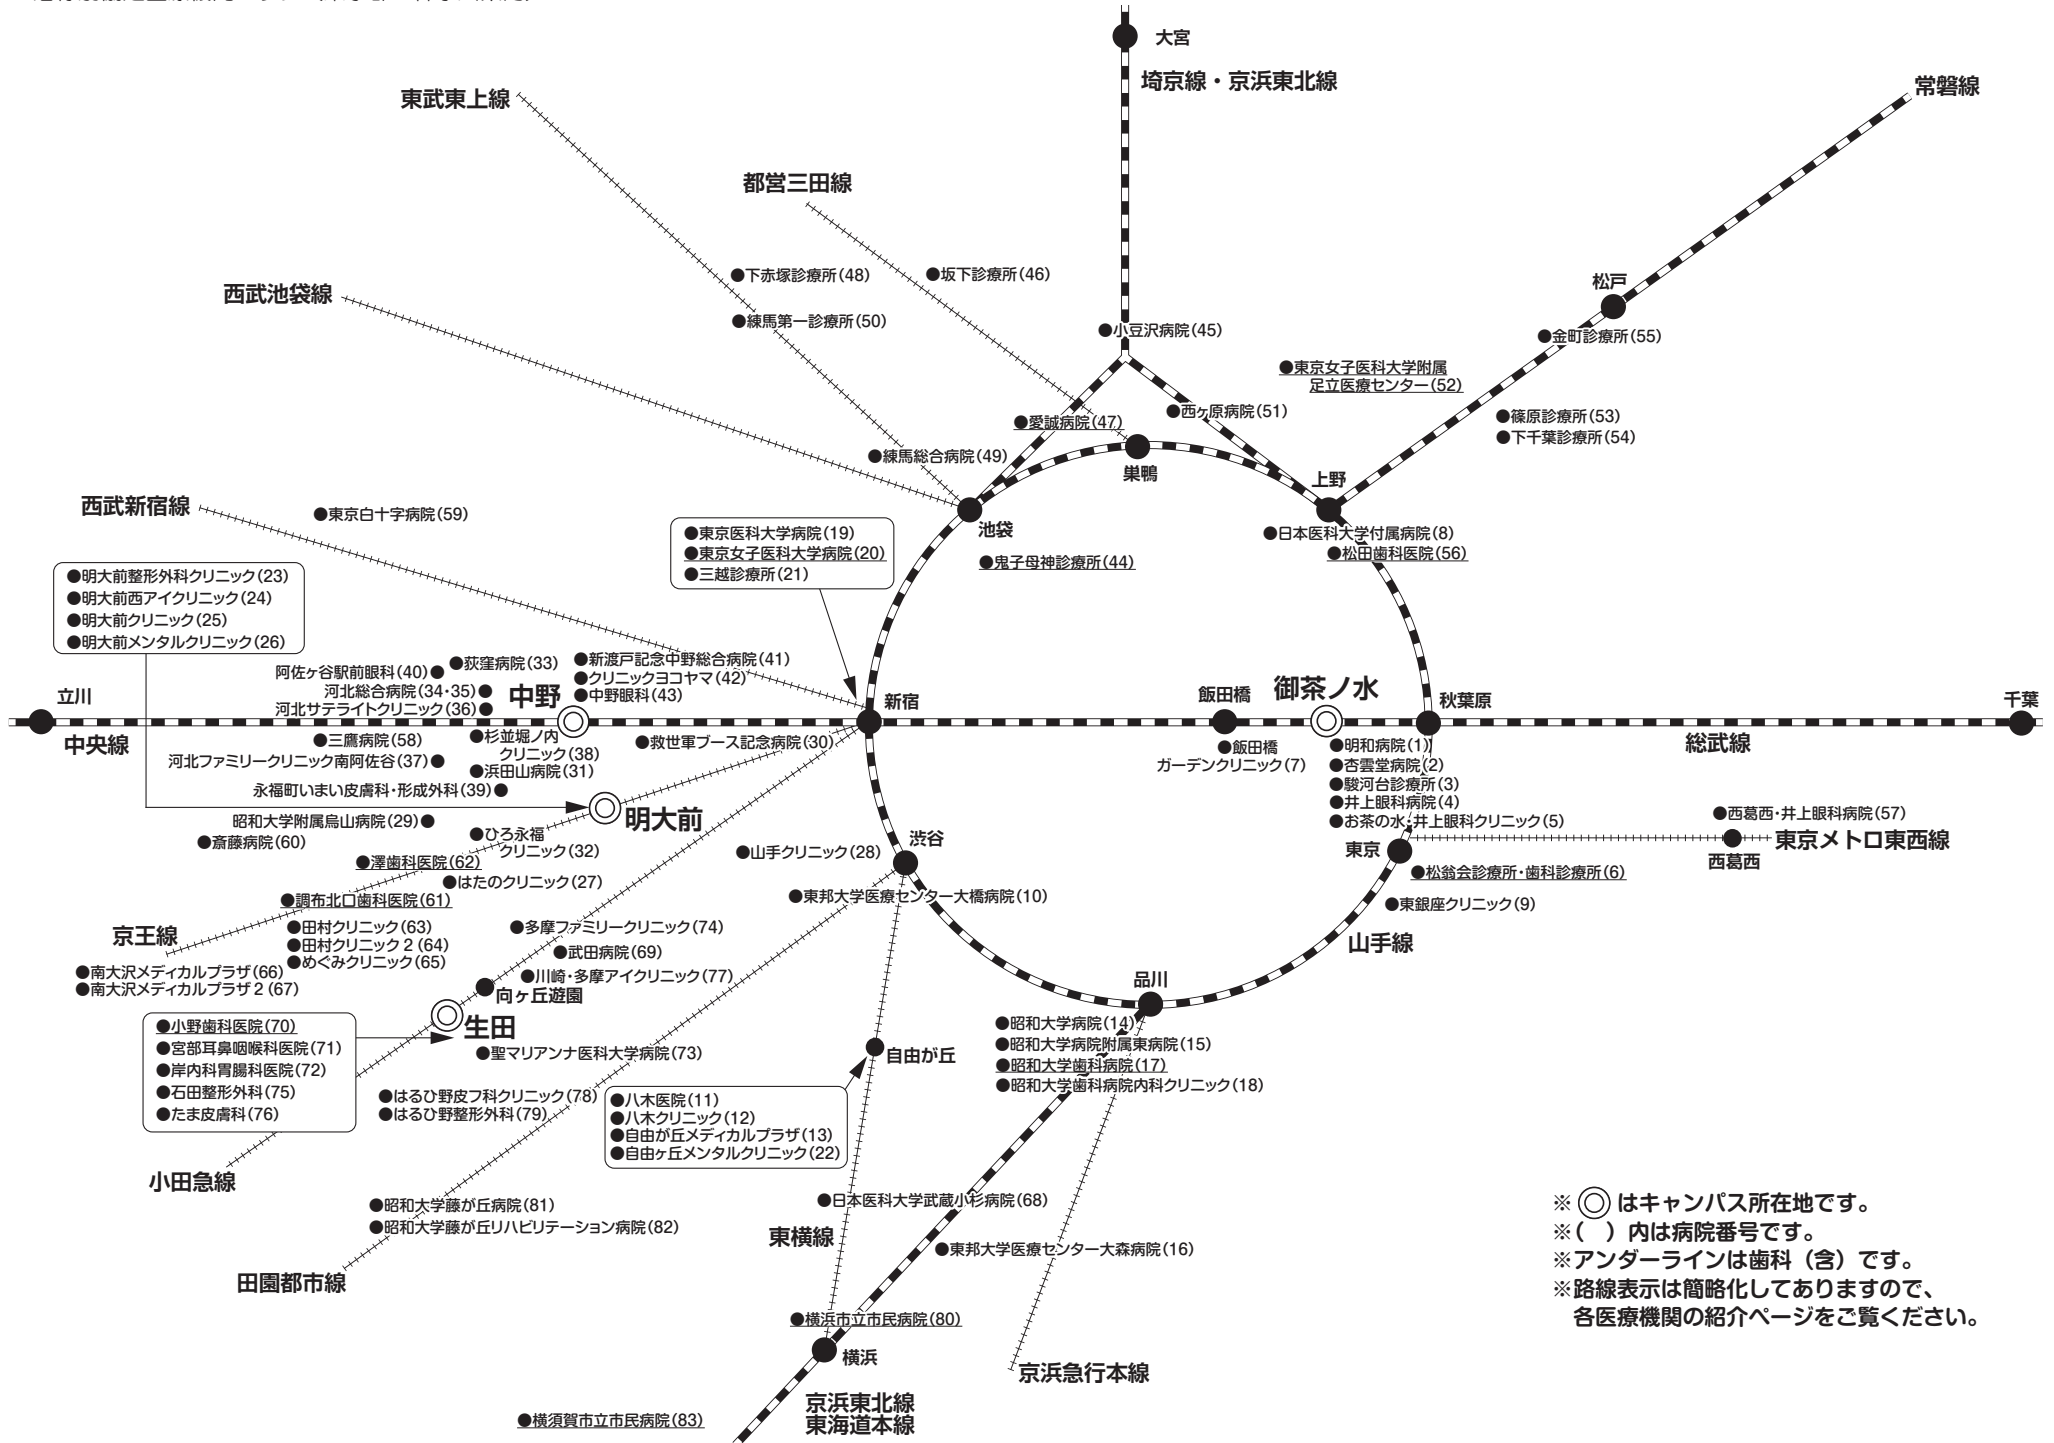 大宮
埼京線・京浜東北線
常磐線
東武東上線
都営三田線
松戸
●下赤塚診療所(48)
●坂下診療所(46)
西武池袋線
●練馬第一診療所(50)
●小豆沢病院(45)
●金町診療所(55)
●東京女子医科大学附属
足立医療センター(52)
●愛誠病院(47)
●西ヶ原病院(51)
●篠原診療所(53)
●下千葉診療所(54)
●練馬総合病院(49)
巣鴨
上野
西武新宿線
●東京白十字病院(59)
池袋
●東京医科大学病院(19)
●東京女子医科大学病院(20)
●三越診療所(21)
●日本医科大学付属病院(8)
●松田歯科医院(56)
●鬼子母神診療所(44)
●明大前整形外科クリニック(23)
●明大前西アイクリニック(24)
●明大前クリニック(25)
●明大前メンタルクリニック(26)
●荻窪病院(33)
阿佐ヶ谷駅前眼科(40)●
河北総合病院(34・35)●
河北サテライトクリニック(36)●
●新渡戸記念中野総合病院(41)
●クリニックヨコヤマ(42)
●中野眼科(43)
立川
中野
新宿
飯田橋
御茶ノ水
秋葉原
千葉
中央線
総武線
●三鷹病院(58)
河北ファミリークリニック南阿佐谷(37)●
●杉並堀ノ内
クリニック(38)
●浜田山病院(31)
●救世軍ブース記念病院(30)
●飯田橋
ガーデンクリニック(7)
●明和病院(1)
●杏雲堂病院(2)
●駿河台診療所(3)
●井上眼科病院(4)
●お茶の水・井上眼科クリニック(5)
永福町いまい皮膚科・形成外科(39)●
明大前
昭和大学附属烏山病院(29)●
●斎藤病院(60)
●ひろ永福
クリニック(32)
●澤歯科医院(62)
●はたのクリニック(27)
●調布北口歯科医院(61)
●山手クリニック(28)
渋谷
東京
●西葛西・井上眼科病院(57)
東京メトロ東西線
西葛西
●松翁会診療所・歯科診療所(6)
●東邦大学医療センター大橋病院(10)
●東銀座クリニック(9)
山手線
京王線
●田村クリニック(63)
●田村クリニック２(64)
●めぐみクリニック(65)
●南大沢メディカルプラザ(66)
●南大沢メディカルプラザ２(67)
●多摩ファミリークリニック(74)
●武田病院(69)
●川崎・多摩アイクリニック(77)
向ヶ丘遊園
生田
品川
●小野歯科医院(70)
●宮部耳鼻咽喉科医院(71)
●岸内科胃腸科医院(72)
●石田整形外科(75)
●たま皮膚科(76)
●聖マリアンナ医科大学病院(73)
自由が丘
●昭和大学病院(14)
●昭和大学病院附属東病院(15)
●昭和大学歯科病院(17)
●昭和大学歯科病院内科クリニック(18)
●はるひ野皮フ科クリニック(78)
●はるひ野整形外科(79)
●八木医院(11)
●八木クリニック(12)
●自由が丘メディカルプラザ(13)
●自由ヶ丘メンタルクリニック(22)
小田急線
●昭和大学藤が丘病院(81)
●昭和大学藤が丘リハビリテーション病院(82)
田園都市線
●日本医科大学武蔵小杉病院(68)
東横線
●東邦大学医療センター大森病院(16)
●横浜市立市民病院(80)
横浜
京浜急行本線
京浜東北線
東海道本線
●横須賀市立市民病院(83)
※◎はキャンパス所在地です。
※(　)内は病院番号です。
※アンダーラインは歯科（含）です。
※路線表示は簡略化してありますので、
各医療機関の紹介ページをご覧ください。